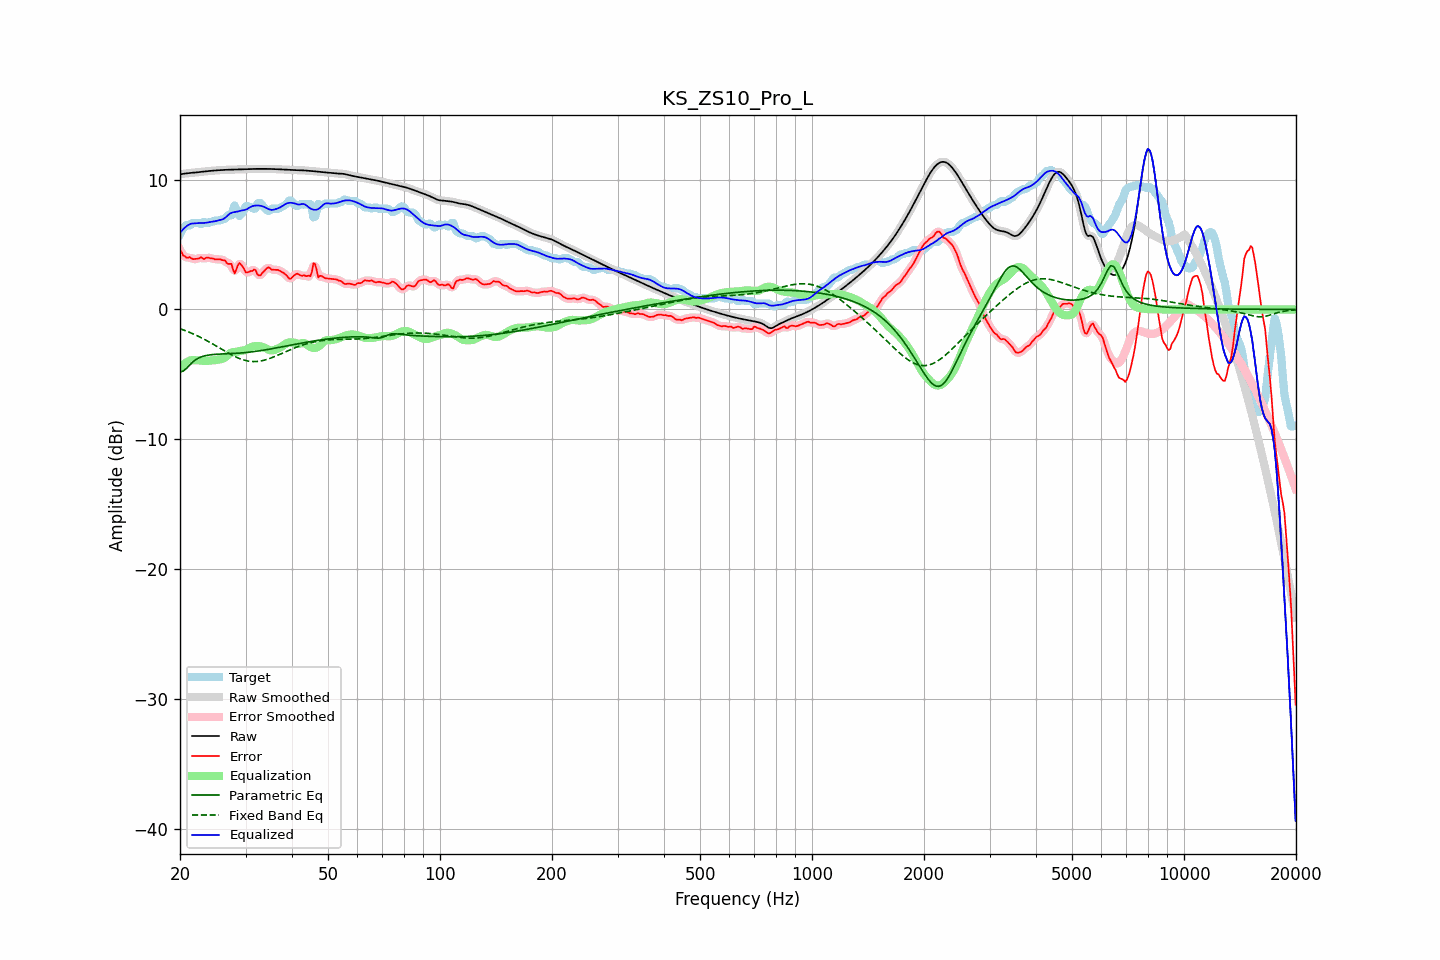 KS_ZS10_Pro_L
Amplitude (dBr)
10
0
−10
−20
−30
−40
Target
Raw Smoothed
Error Smoothed
Raw
Error
Equalization
Parametric Eq
Fixed Band Eq
Equalized
20 50 100 200 500 1000 2000 5000 10000 20000
Frequency (Hz)